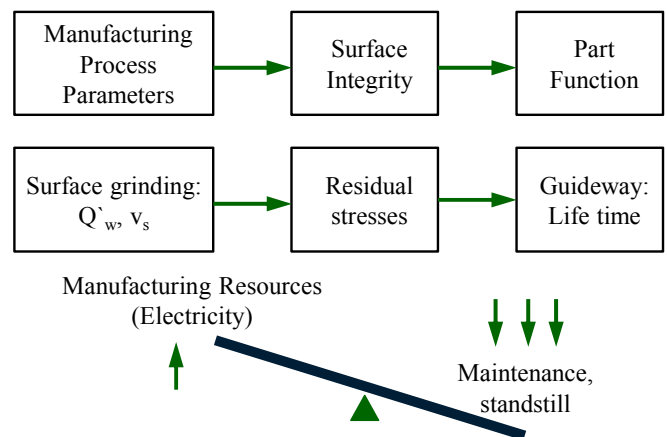 Manufacturing
Process
Parameters
Surface
Integrity
Part
Function
Surface grinding:
Q`w, vs
Residual
stresses
Guideway:
Life time
Manufacturing Resources
(Electricity)
Maintenance,
standstill